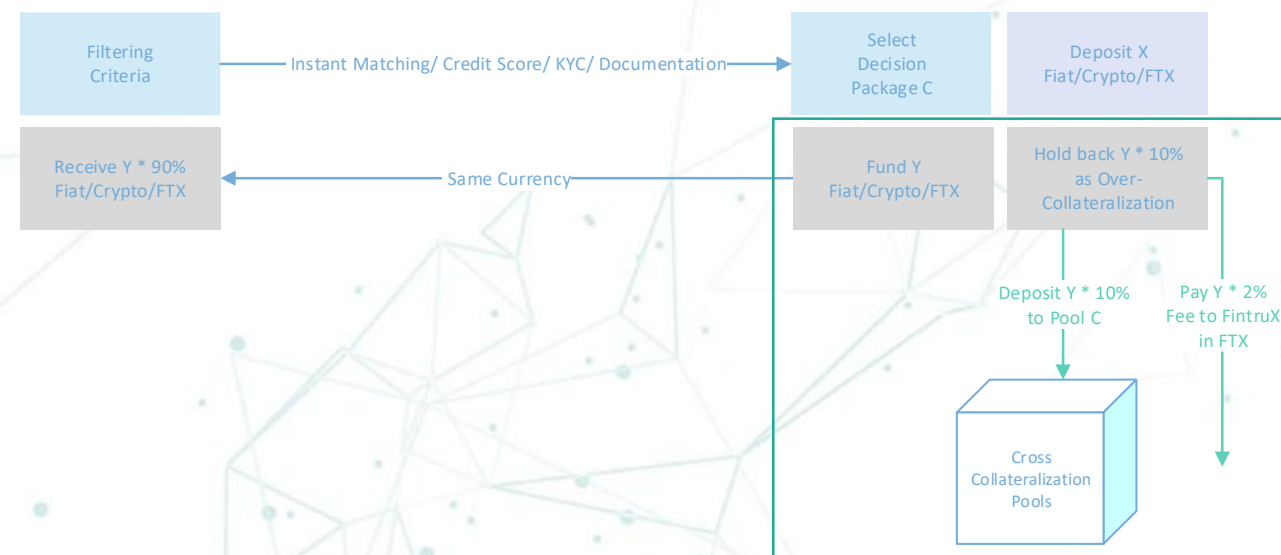 Filtering
Criteria
Instant Matching/ Credit Score/ KYC/ Documentation
Select
Decision
Package C
Deposit X
Fiat/Crypto/FTX
Receive Y * 90%
Fiat/Crypto/FTX
Same Currency
Fund Y
Fiat/Crypto/FTX
Hold back Y * 10%
as Over-
Collateralization
Deposit Y * 10%
to Pool C
Pay Y * 2%
Fee to FintruX
in FTX
Cross
Collateralization
Pools